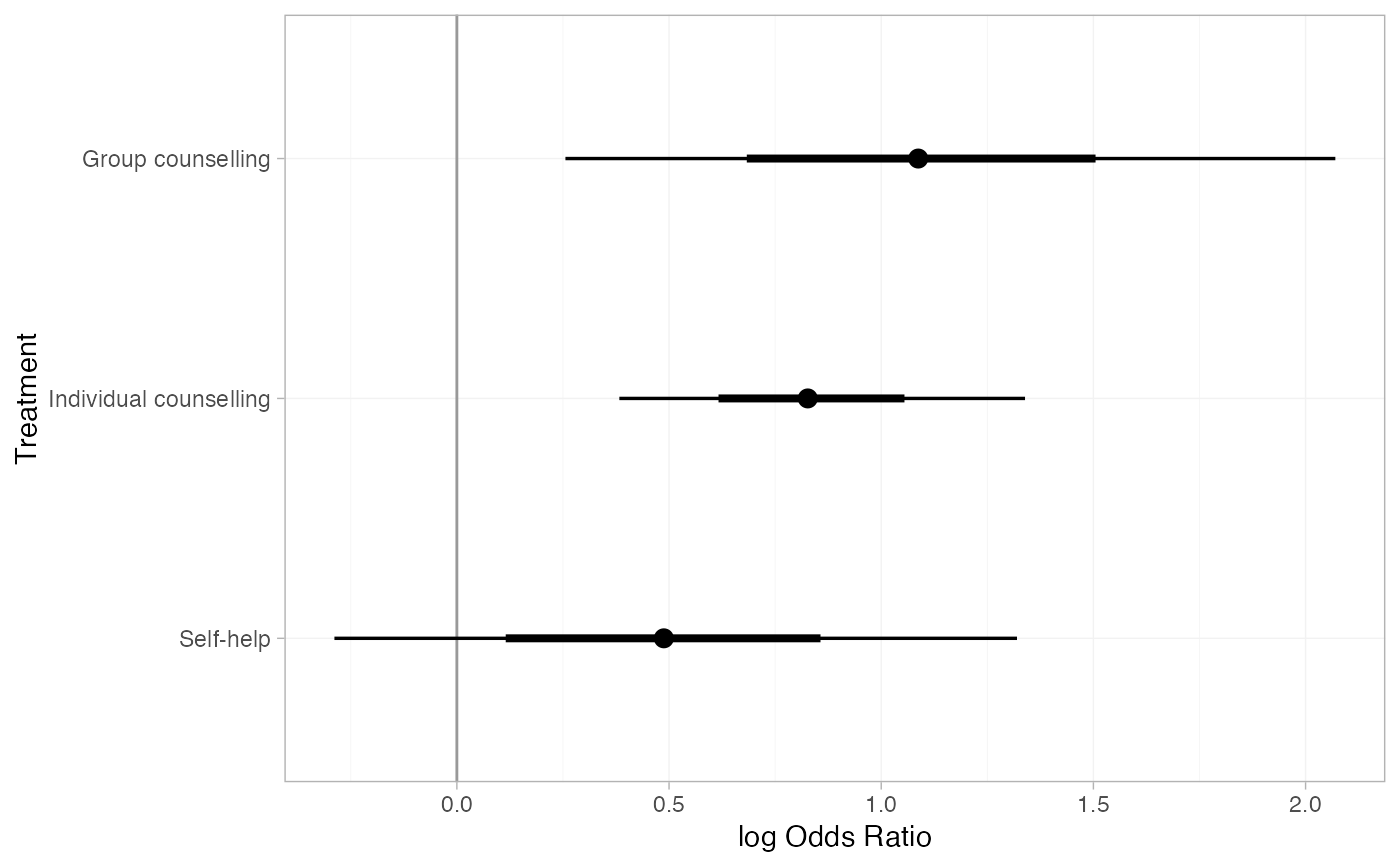 Group counselling
Individual counselling
Self-help
Treatment
0.0 0.5 1.0 1.5 2.0
log Odds Ratio